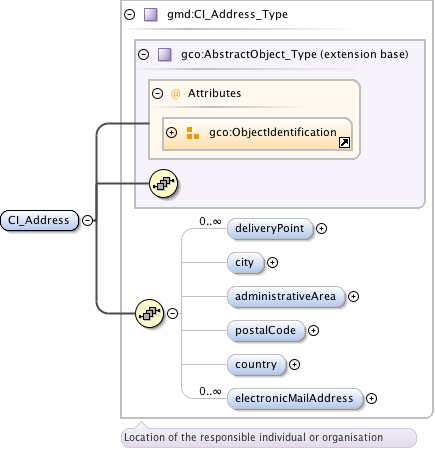 gmd:CI_Address_Type
gco:AbstractObject_Type (extension base)
@ Attributes
gco:ObjectIdentification
CI_Address
0..∞
deliveryPoint
city
administrativeArea
postalCode
country
0..∞
electronicMailAddress
Location of the responsible individual or organisation